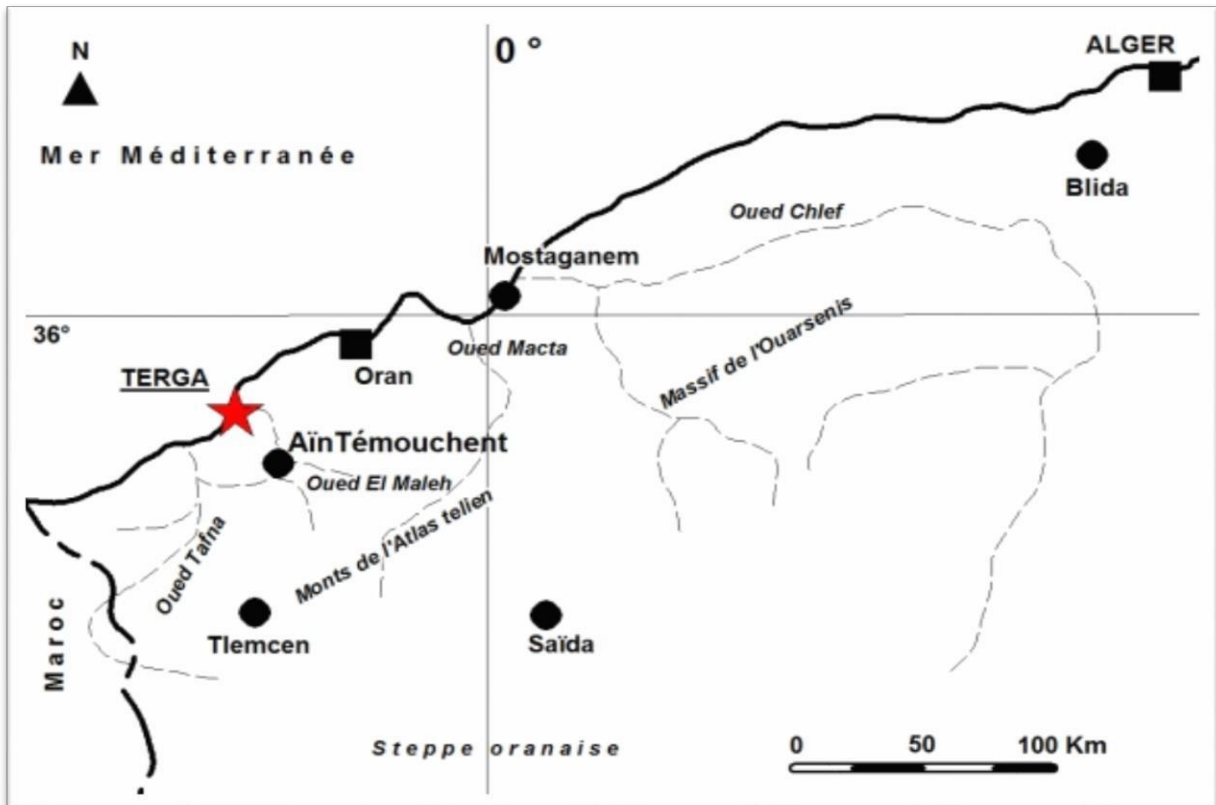 N
0 °
ALGER
Mer Méditerranée
Blida
Oued Chlef
Mostaganem
36°
Oued Macta
Massif de l'Ouarsenis
TERGA
Oran
AïnTémouchent
Oued El Maleh
Oued Tafna
Monts de l'Atlas telien
Maroc
Tlemcen
Saïda
Steppe oranaise
0 50 100 Km